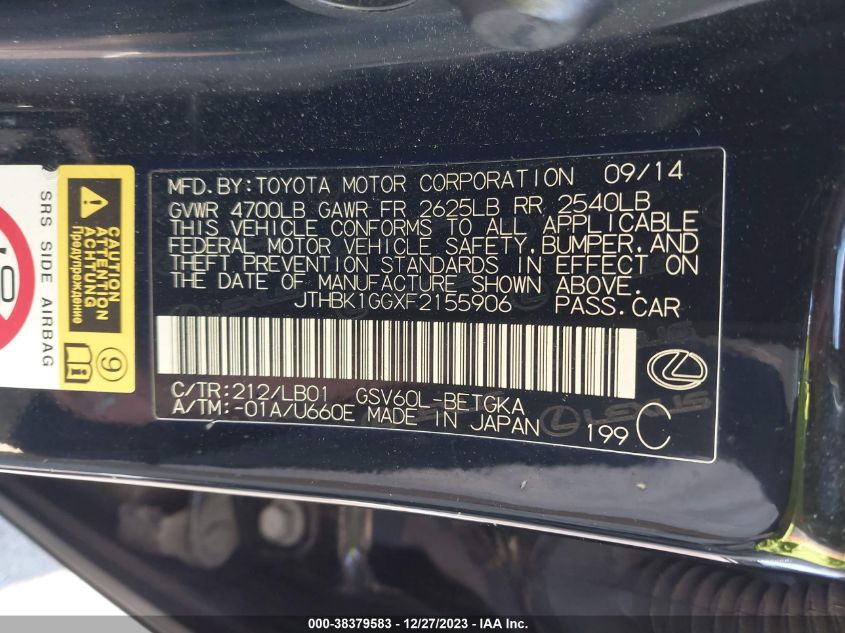 MFD.BY:TOYOTA MOTOR CORPORATION 09/14
GVWR 4700LB GAWR FR 2625LB RR 2540LB
THIS VEHICLE CONFORMS TO ALL APPLICABLE
FEDERAL MOTOR VEHICLE SAFETY, BUMPER, AND
THEFT PREVENTION STANDARDS IN EFFECT ON
THE DATE OF MANUFACTURE SHOWN ABOVE.
JTHBK1GGXF2155906 PASS.CAR
C/TR:212/LB01 GSV60L-BETGKA
A/TM:-01A/U660E MADE IN JAPAN
199 C
LEXUS
CAUTION
ATTENTION
ACHTUNG
Предупреждение
9
SRS SIDE AIRBAG
000-38379583 - 12/27/2023 - IAA Inc.